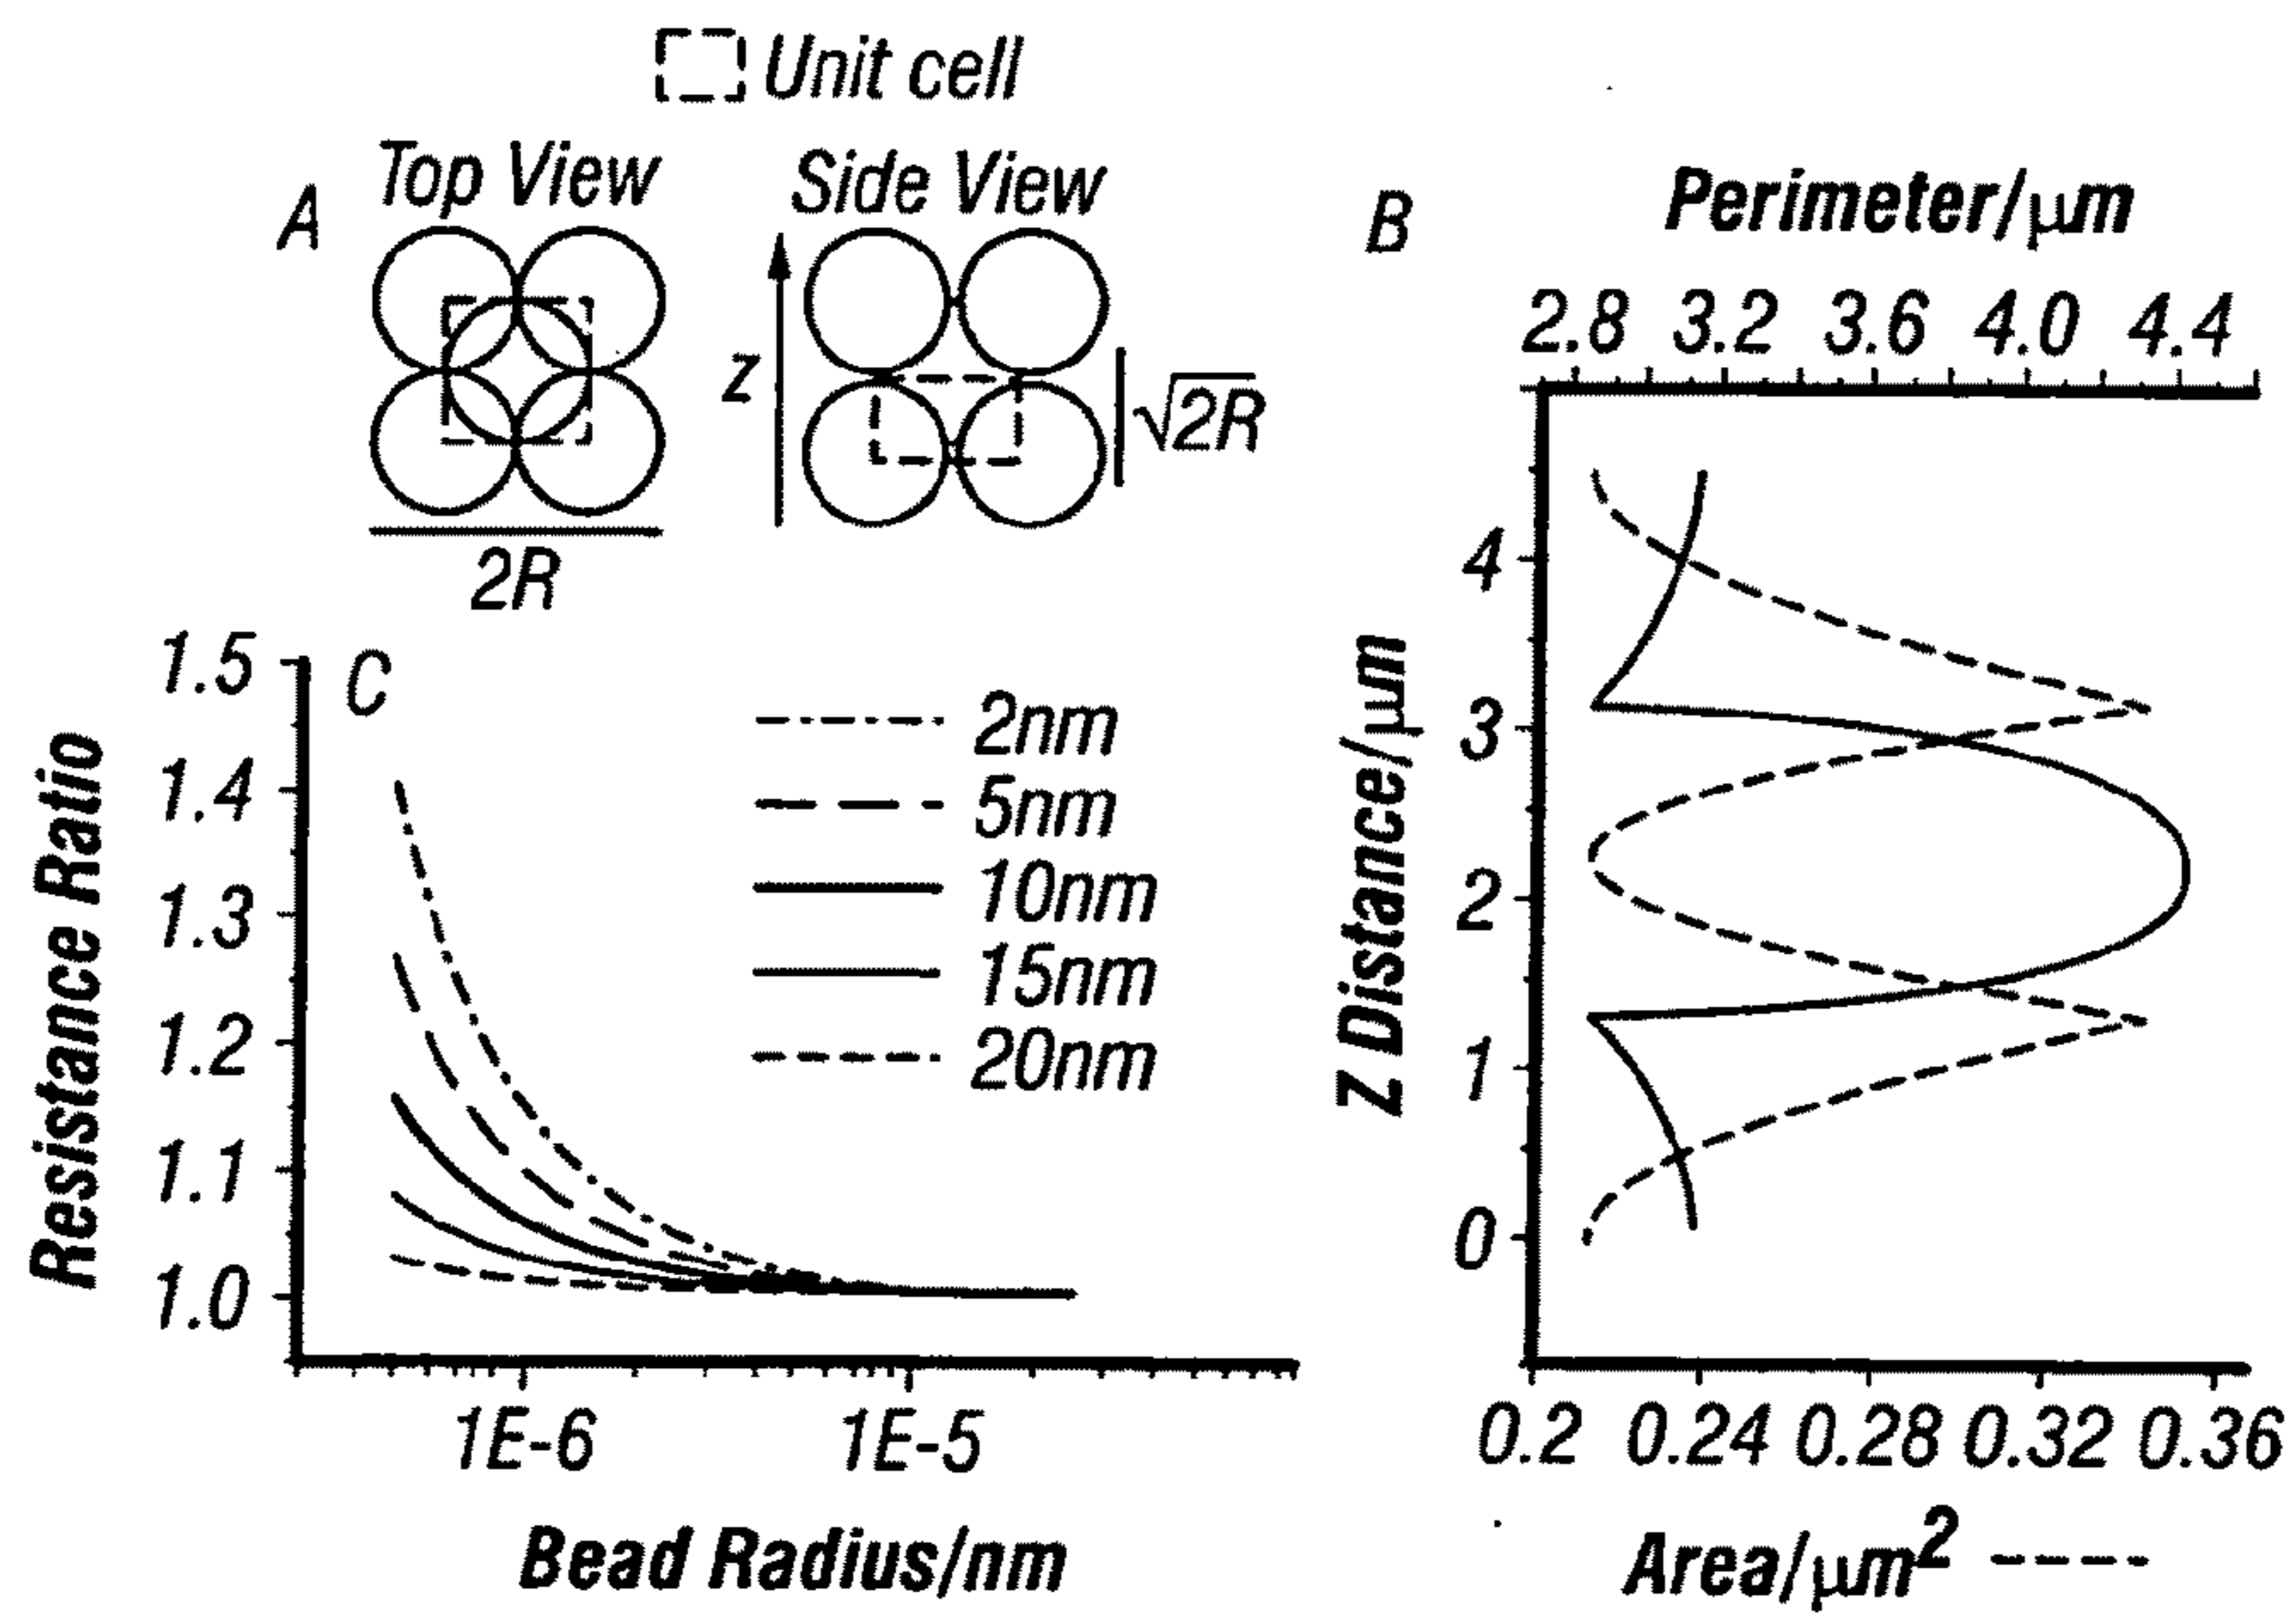 Unit cell
A
Top View
Side View
Z
√2R
2R
B
Perimeter/μm
2.8 3.2 3.6 4.0 4.4
Z Distance/μm
4
3
2
1
0
0.2 0.24 0.28 0.32 0.36
Area/μm²
C
Resistance Ratio
1.5
1.4
1.3
1.2
1.1
1.0
2nm
5nm
10nm
15nm
20nm
1E-6 1E-5
Bead Radius/nm